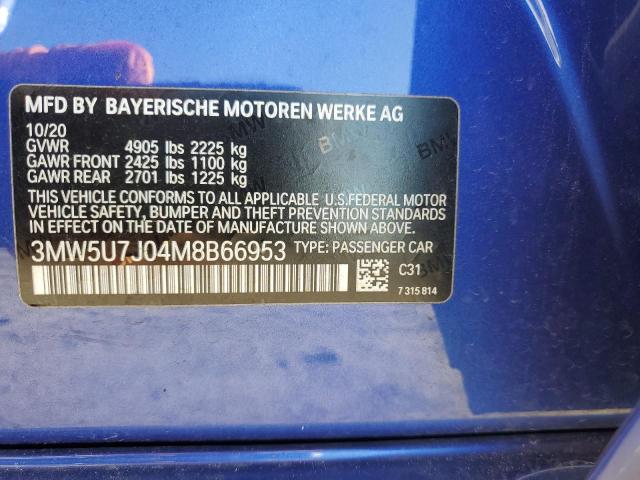 MFD BY BAYERISCHE MOTOREN WERKE AG
10/20
GVWR 4905 lbs 2225 kg
GAWR FRONT 2425 lbs 1100 kg
GAWR REAR 2701 lbs 1225 kg
THIS VEHICLE CONFORMS TO ALL APPLICABLE U.S.FEDERAL MOTOR
VEHICLE SAFETY, BUMPER AND THEFT PREVENTION STANDARDS
IN EFFECT ON THE DATE OF MANUFACTURE SHOWN ABOVE.
3MW5U7J04M8B66953 TYPE: PASSENGER CAR
C31
7 315 814